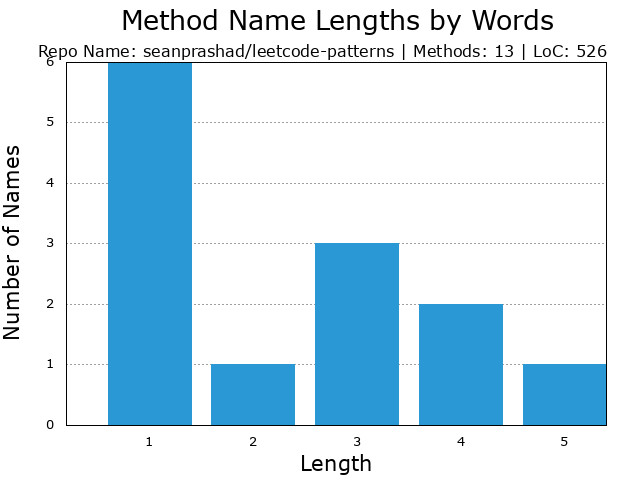 Method Name Lengths by Words
Repo Name: seanprashad/leetcode-patterns | Methods: 13 | LoC: 526
Number of Names
6
5
4
3
2
1
0
1 2 3 4 5
Length